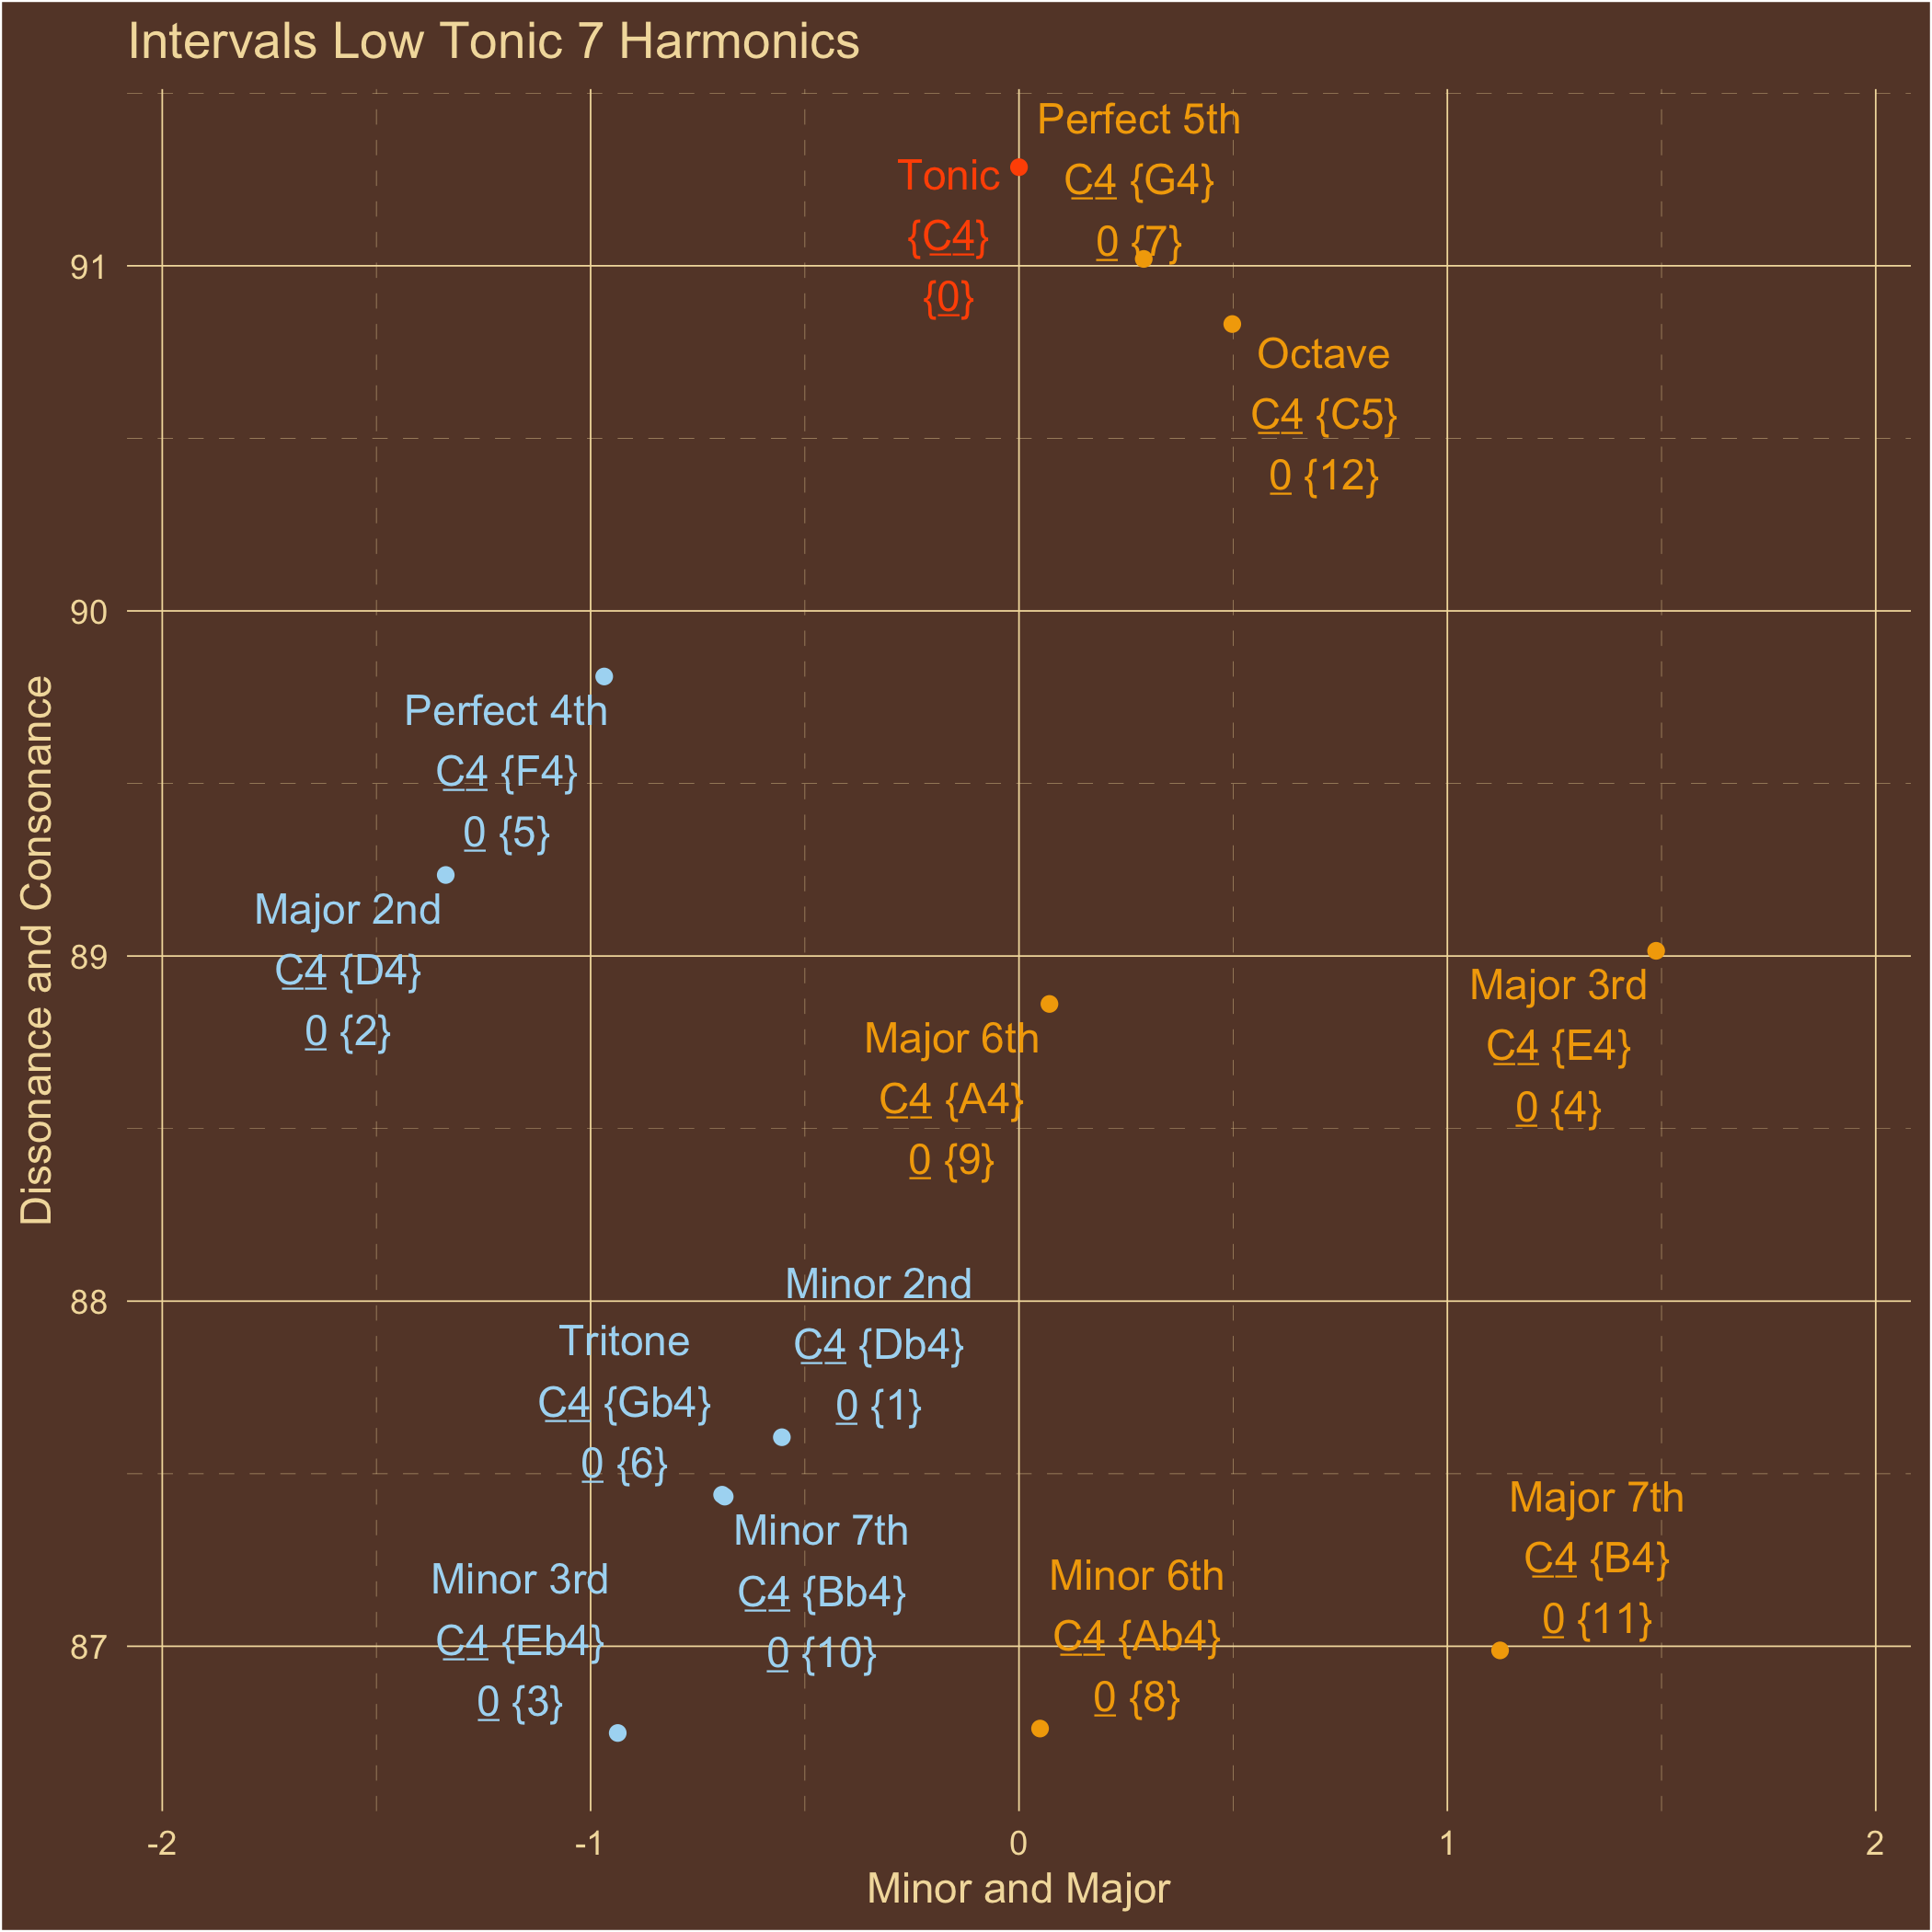 Intervals Low Tonic 7 Harmonics
Perfect 5th
C4 {G4}
0 {7}
Tonic
{C4}
{0}
Octave
C4 {C5}
0 {12}
Perfect 4th
C4 {F4}
0 {5}
Major 2nd
C4 {D4}
0 {2}
Major 3rd
C4 {E4}
0 {4}
Major 6th
C4 {A4}
0 {9}
Minor 2nd
C4 {Db4}
0 {1}
Tritone
C4 {Gb4}
0 {6}
Major 7th
C4 {B4}
0 {11}
Minor 7th
C4 {Bb4}
0 {10}
Minor 3rd
C4 {Eb4}
0 {3}
Minor 6th
C4 {Ab4}
0 {8}
91
90
89
88
87
Dissonance and Consonance
-2
-1
0
1
2
Minor and Major